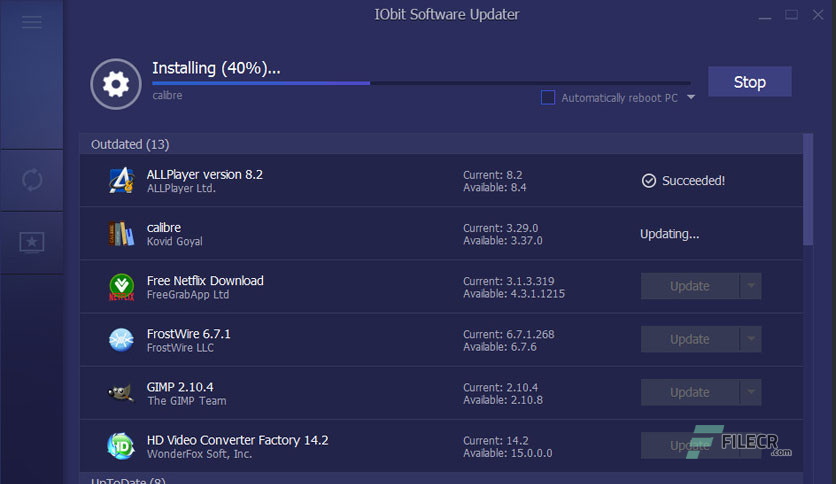 IObit Software Updater
Installing (40%)...
Stop
calibre
Automatically reboot PC
Outdated (13)
ALLPlayer version 8.2
ALLPlayer Ltd.
Current: 8.2
Available: 8.4
Succeeded!
calibre
Kovid Goyal
Current: 3.29.0
Available: 3.37.0
Updating...
Free Netflix Download
FreeGrabApp Ltd
Current: 3.1.3.319
Available: 4.3.1.1215
Update
NETFLIX
FrostWire 6.7.1
FrostWire LLC
Current: 6.7.1.268
Available: 6.7.6
Update
GIMP 2.10.4
The GIMP Team
Current: 2.10.4
Available: 2.10.8
Update
HD Video Converter Factory 14.2
WonderFox Soft, Inc.
Current: 14.2
Available: 15.0.0.0
Update
HD
FILECR
.com
UpToDate (8)